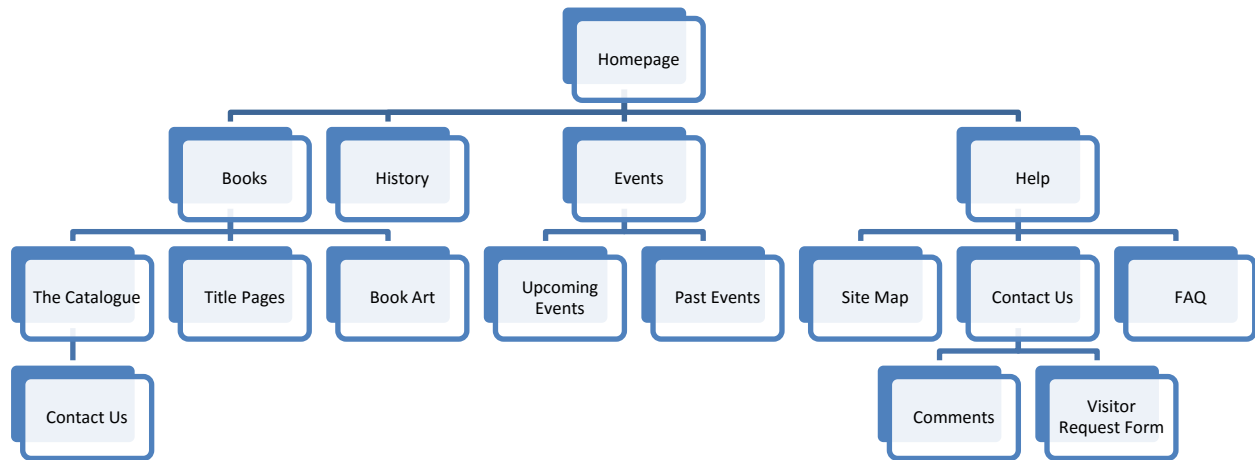 Homepage
Books
History
Events
Help
The Catalogue
Title Pages
Book Art
Upcoming
Events
Past Events
Site Map
Contact Us
FAQ
Contact Us
Comments
Visitor
Request Form